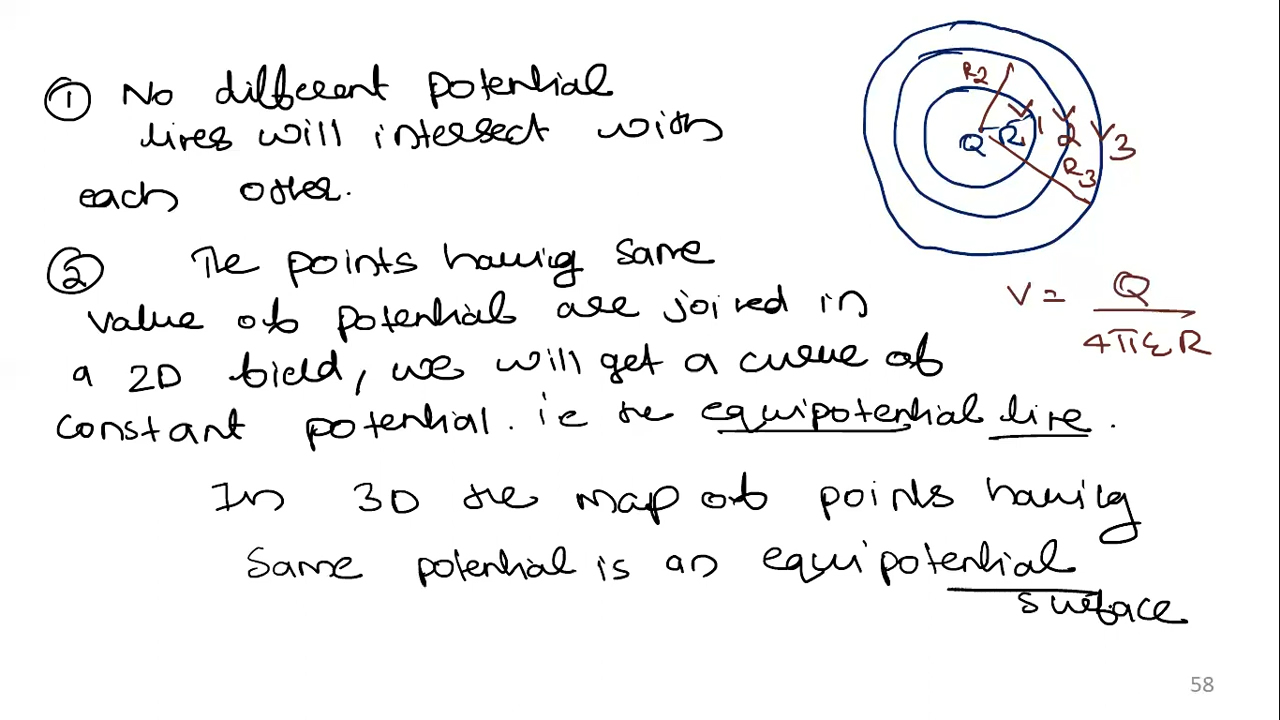 ① No different potential
lines will intersect with
each other.
② The points having same
value of potential are joined in
a 2D field, we will get a curve of
constant potential. ie the equipotential line.
In 3D the map of points having
same potential is an equipotential
surface
R2
Q R1 V1 V2 V3
R3
V = Q / 4πεR
58